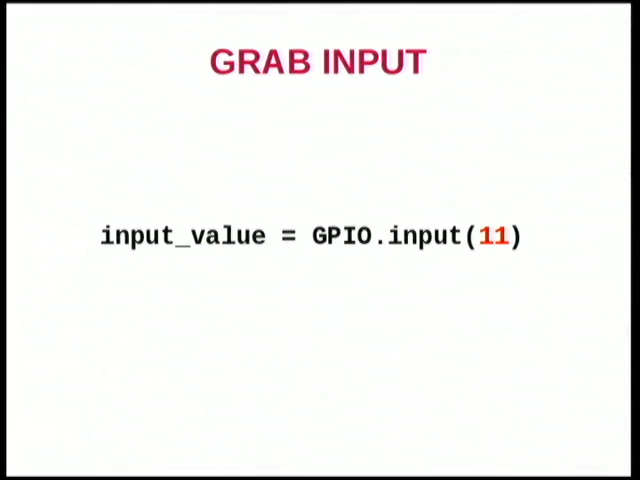 GRAB INPUT
input_value = GPIO.input(11)